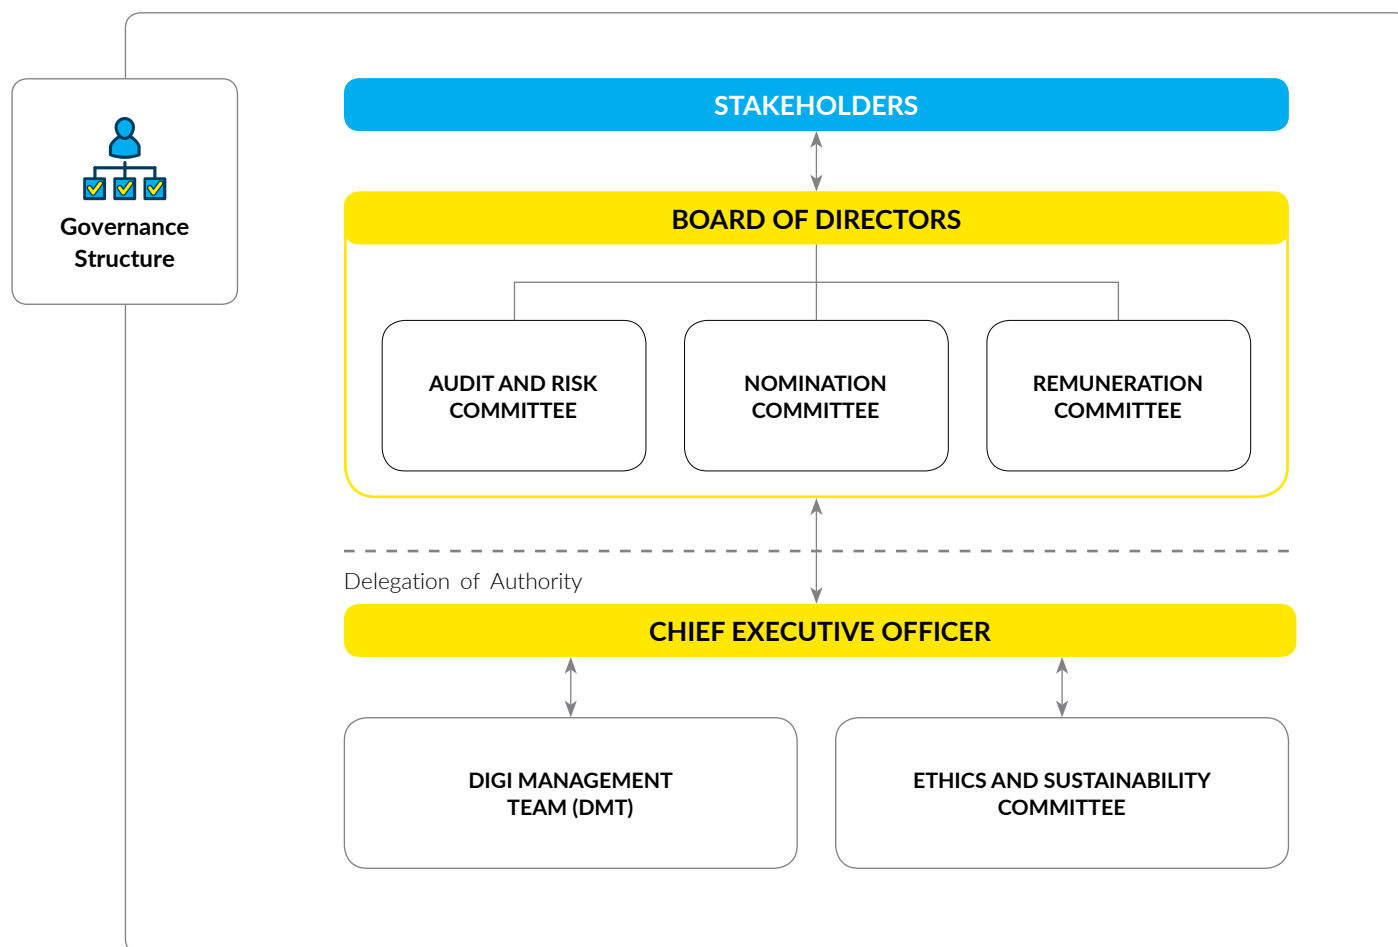 Governance
Structure
STAKEHOLDERS
BOARD OF DIRECTORS
AUDIT AND RISK
COMMITTEE
NOMINATION
COMMITTEE
REMUNERATION
COMMITTEE
Delegation of Authority
CHIEF EXECUTIVE OFFICER
DIGI MANAGEMENT
TEAM (DMT)
ETHICS AND SUSTAINABILITY
COMMITTEE